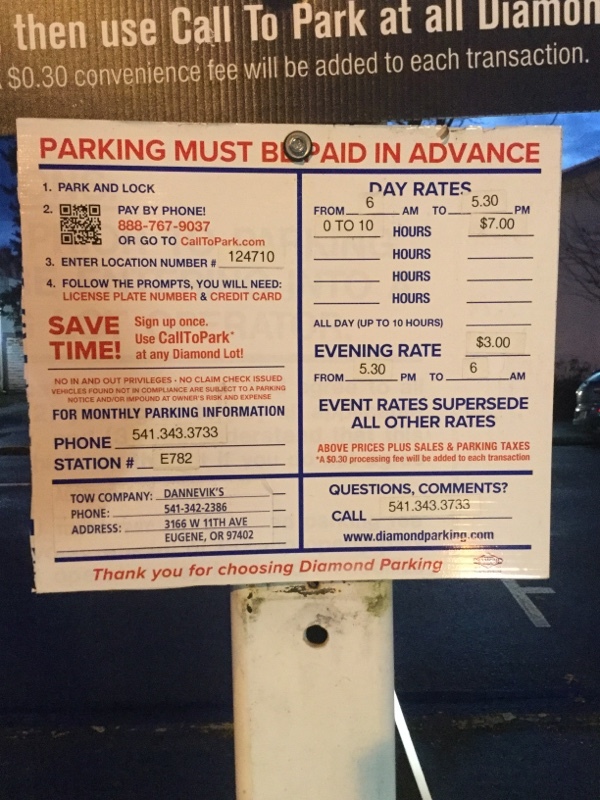 then use Call To Park at all Diamon
$0.30 convenience fee will be added to each transaction.
PARKING MUST BE PAID IN ADVANCE
1. PARK AND LOCK
2. PAY BY PHONE!
888-767-9037
OR GO TO CallToPark.com
3. ENTER LOCATION NUMBER # 124710
4. FOLLOW THE PROMPTS, YOU WILL NEED:
LICENSE PLATE NUMBER & CREDIT CARD
SAVE TIME!
Sign up once.
Use CallToPark*
at any Diamond Lot!
NO IN AND OUT PRIVILEGES - NO CLAIM CHECK ISSUED
VEHICLES FOUND NOT IN COMPLIANCE ARE SUBJECT TO A PARKING
NOTICE AND/OR IMPOUND AT OWNER'S RISK AND EXPENSE
FOR MONTHLY PARKING INFORMATION
PHONE 541.343.3733
STATION # E782
TOW COMPANY: DANNEVIK'S
PHONE: 541-342-2386
ADDRESS: 3166 W 11TH AVE
EUGENE, OR 97402
DAY RATES
FROM 6 AM TO 5.30 PM
0 TO 10 HOURS $7.00
HOURS
HOURS
HOURS
ALL DAY (UP TO 10 HOURS)
EVENING RATE $3.00
FROM 5.30 PM TO 6 AM
EVENT RATES SUPERSEDE
ALL OTHER RATES
ABOVE PRICES PLUS SALES & PARKING TAXES
*A $0.30 processing fee will be added to each transaction
QUESTIONS, COMMENTS?
CALL 541.343.3733
www.diamondparking.com
Thank you for choosing Diamond Parking